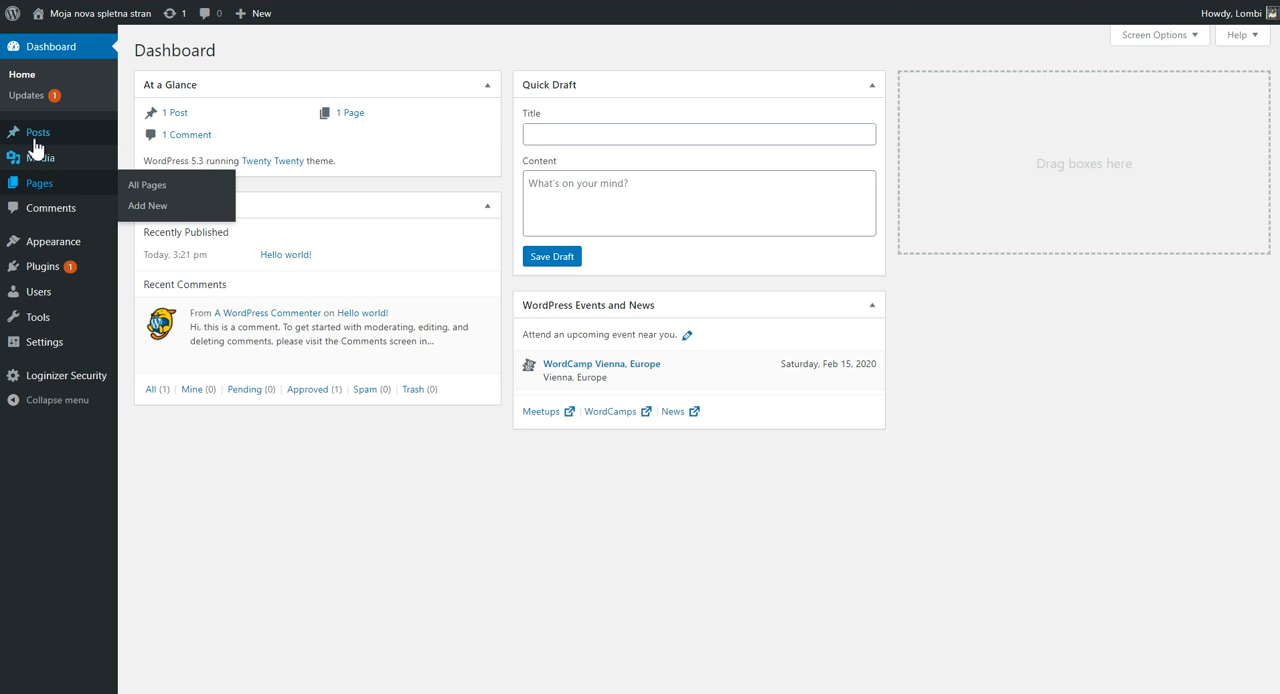 Moja nova spletna stran 1 0 New Howdy, Lombi
Dashboard
Home
Updates 1
Posts
Pages
All Pages
Add New
Comments
Appearance
Plugins 1
Users
Tools
Settings
Loginizer Security
Collapse menu
Screen Options Help
Dashboard
At a Glance
1 Post 1 Page
1 Comment
WordPress 5.3 running Twenty Twenty theme.
Recently Published
Today, 3:21 pm Hello world!
Recent Comments
From A WordPress Commenter on Hello world!
Hi, this is a comment. To get started with moderating, editing, and
deleting comments, please visit the Comments screen in...
All (1) | Mine (0) | Pending (0) | Approved (1) | Spam (0) | Trash (0)
Quick Draft
Title
Content
What's on your mind?
Save Draft
WordPress Events and News
Attend an upcoming event near you.
WordCamp Vienna, Europe Saturday, Feb 15, 2020
Vienna, Europe
Meetups | WordCamps | News
Drag boxes here